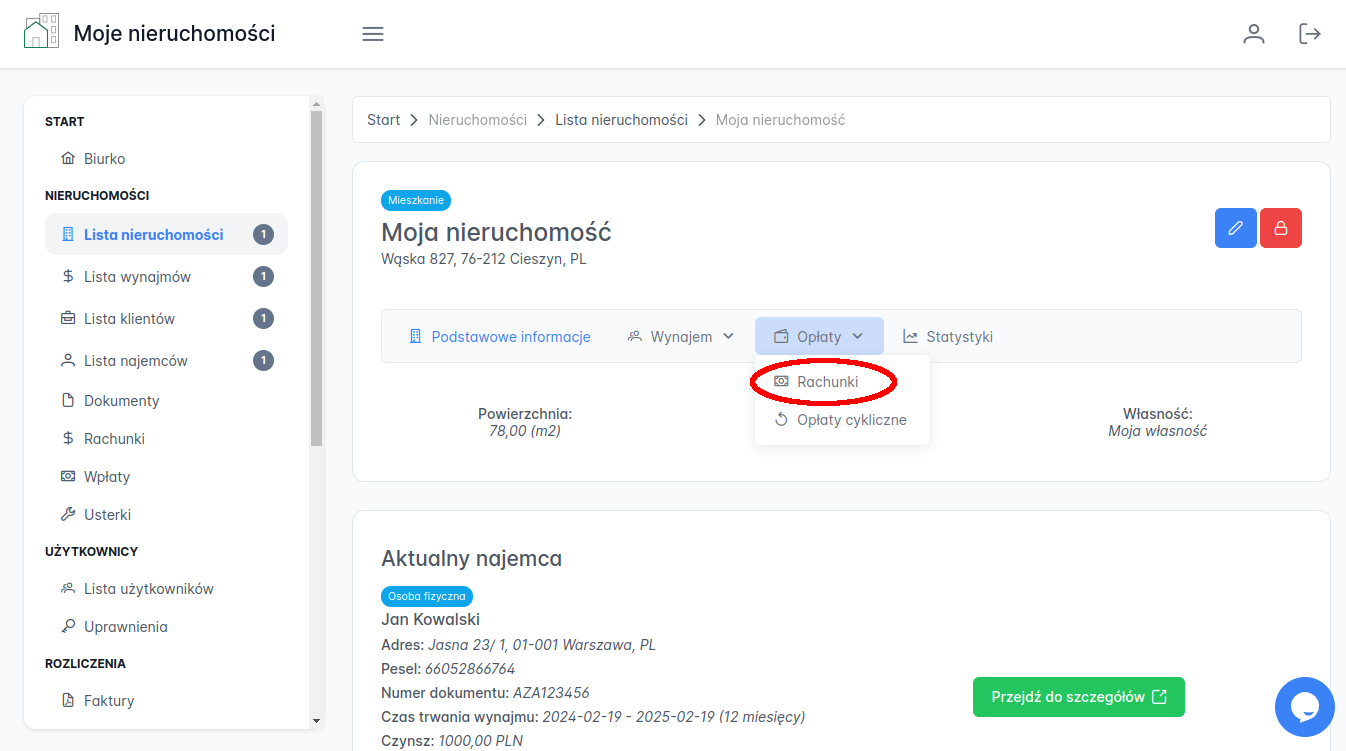 Moje nieruchomości
START
Biurko
NIERUCHOMOŚCI
Lista nieruchomości 1
Lista wynajmów 1
Lista klientów 1
Lista najemców 1
Dokumenty
Rachunki
Wpłaty
Usterki
UŻYTKOWNICY
Lista użytkowników
Uprawnienia
ROZLICZENIA
Faktury
Start > Nieruchomości > Lista nieruchomości > Moja nieruchomość
Mieszkanie
Moja nieruchomość
Wąska 827, 76-212 Cieszyn, PL
Podstawowe informacje Wynajem Opłaty Statystyki
Rachunki
Opłaty cykliczne
Powierzchnia:
78,00 (m2)
Własność:
Moja własność
Aktualny najemca
Osoba fizyczna
Jan Kowalski
Adres: Jasna 23/ 1, 01-001 Warszawa, PL
Pesel: 66052866764
Numer dokumentu: AZA123456
Czas trwania wynajmu: 2024-02-19 - 2025-02-19 (12 miesięcy)
Czynsz: 1000,00 PLN
Przejdź do szczegółów